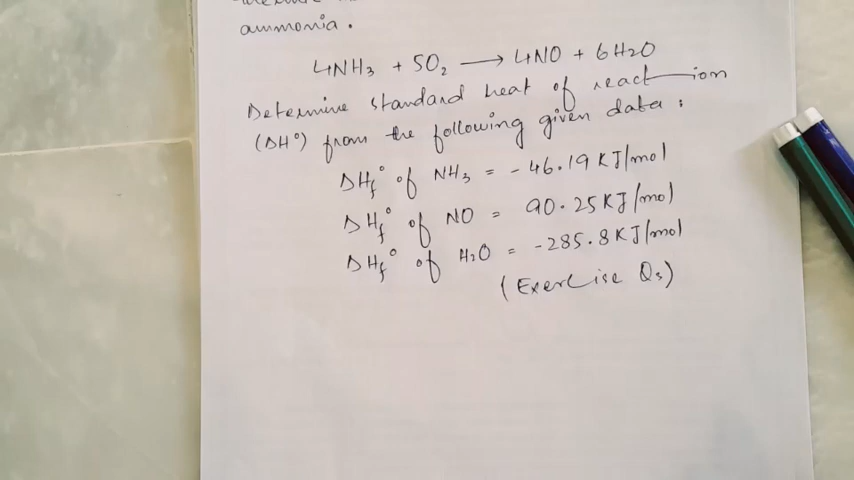 ammonia.
4NH₃ + 5O₂ ⟶ 4NO + 6H₂O
Determine standard heat of reaction
(ΔH°) from the following given data :
ΔHf° of NH₃ = -46.19 KJ/mol
ΔHf° of NO = 90.25 KJ/mol
ΔHf° of H₂O = -285.8 KJ/mol
(Exercise Qs)